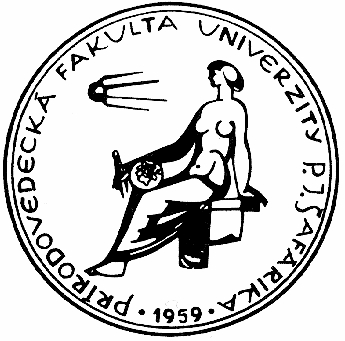 PRÍRODOVEDECKÁ FAKULTA UNIVERZITY P.J.ŠAFÁRIKA
· 1959 ·